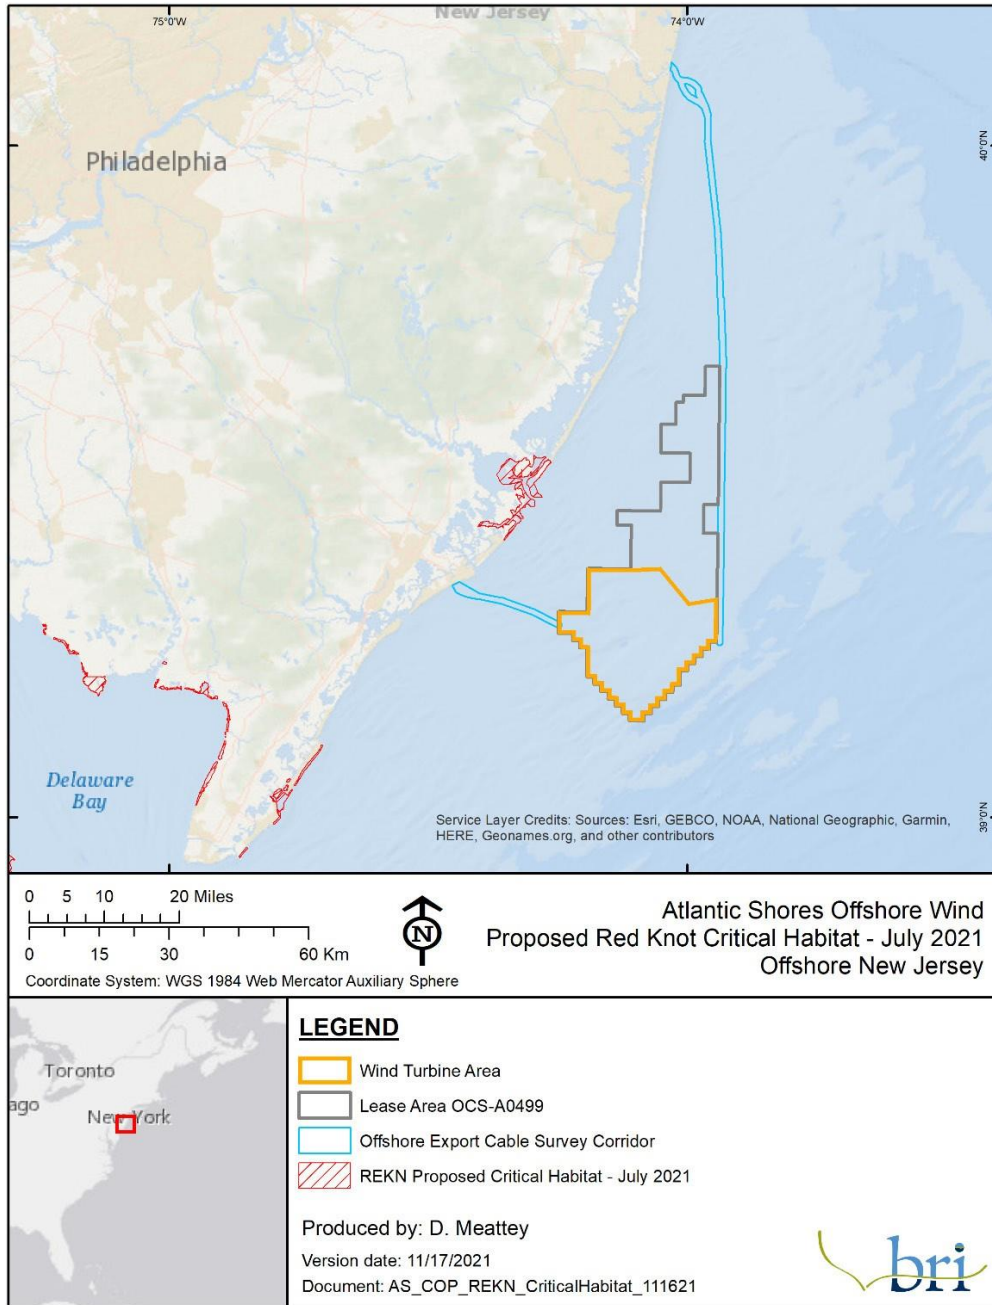 New Jersey
75°0'W
74°0'W
40°0'N
Philadelphia
Delaware
Bay
39°0'N
Service Layer Credits: Sources: Esri, GEBCO, NOAA, National Geographic, Garmin,
HERE, Geonames.org, and other contributors
0 5 10 20 Miles
0 15 30 60 Km
Coordinate System: WGS 1984 Web Mercator Auxiliary Sphere
N
Atlantic Shores Offshore Wind
Proposed Red Knot Critical Habitat - July 2021
Offshore New Jersey
Toronto
ago
New York
LEGEND
Wind Turbine Area
Lease Area OCS-A0499
Offshore Export Cable Survey Corridor
REKN Proposed Critical Habitat - July 2021
Produced by: D. Meattey
Version date: 11/17/2021
Document: AS_COP_REKN_CriticalHabitat_111621
bri